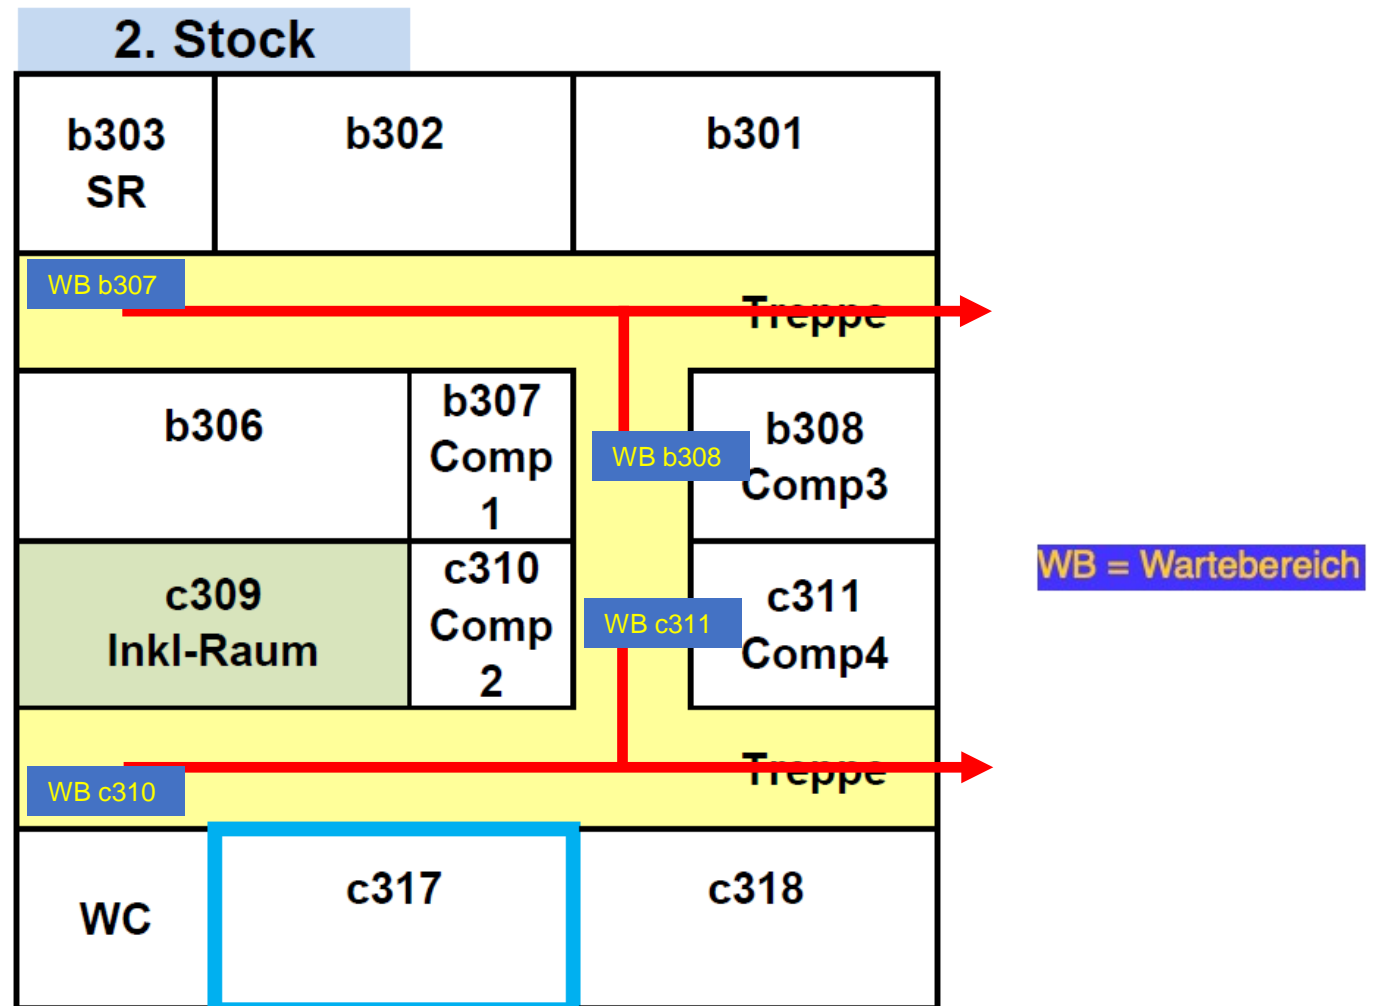 2. Stock
b303
SR
b302
b301
WB b307
Treppe
b306
b307
Comp
1
WB b308
b308
Comp3
c309
Inkl-Raum
c310
Comp
2
WB c311
c311
Comp4
WB = Wartebereich
WB c310
Treppe
WC
c317
c318